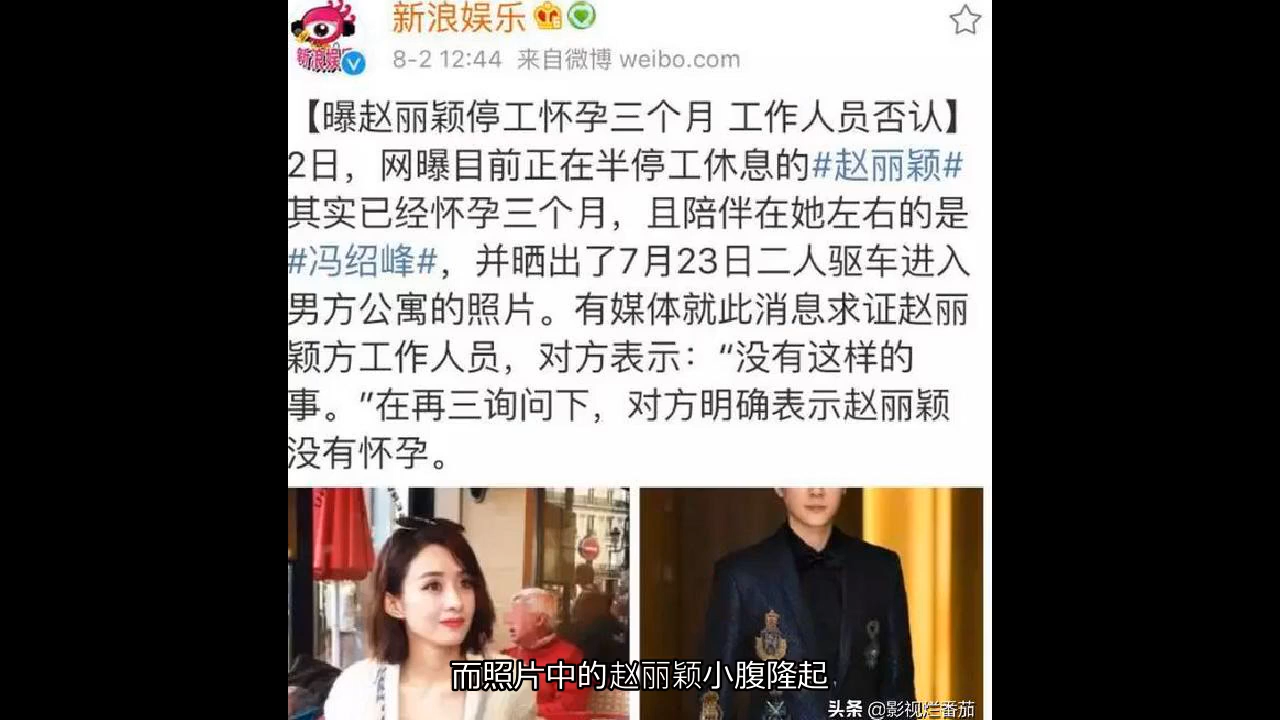 新浪娱乐
新浪娱乐
8-2 12:44 来自微博 weibo.com
【曝赵丽颖停工怀孕三个月 工作人员否认】
2日，网曝目前正在半停工休息的#赵丽颖#
其实已经怀孕三个月，且陪伴在她左右的是
#冯绍峰#，并晒出了7月23日二人驱车进入
男方公寓的照片。有媒体就此消息求证赵丽
颖方工作人员，对方表示：“没有这样的
事。”在再三询问下，对方明确表示赵丽颖
没有怀孕。
而照片中的赵丽颖小腹隆起
头条 @影视烂番茄